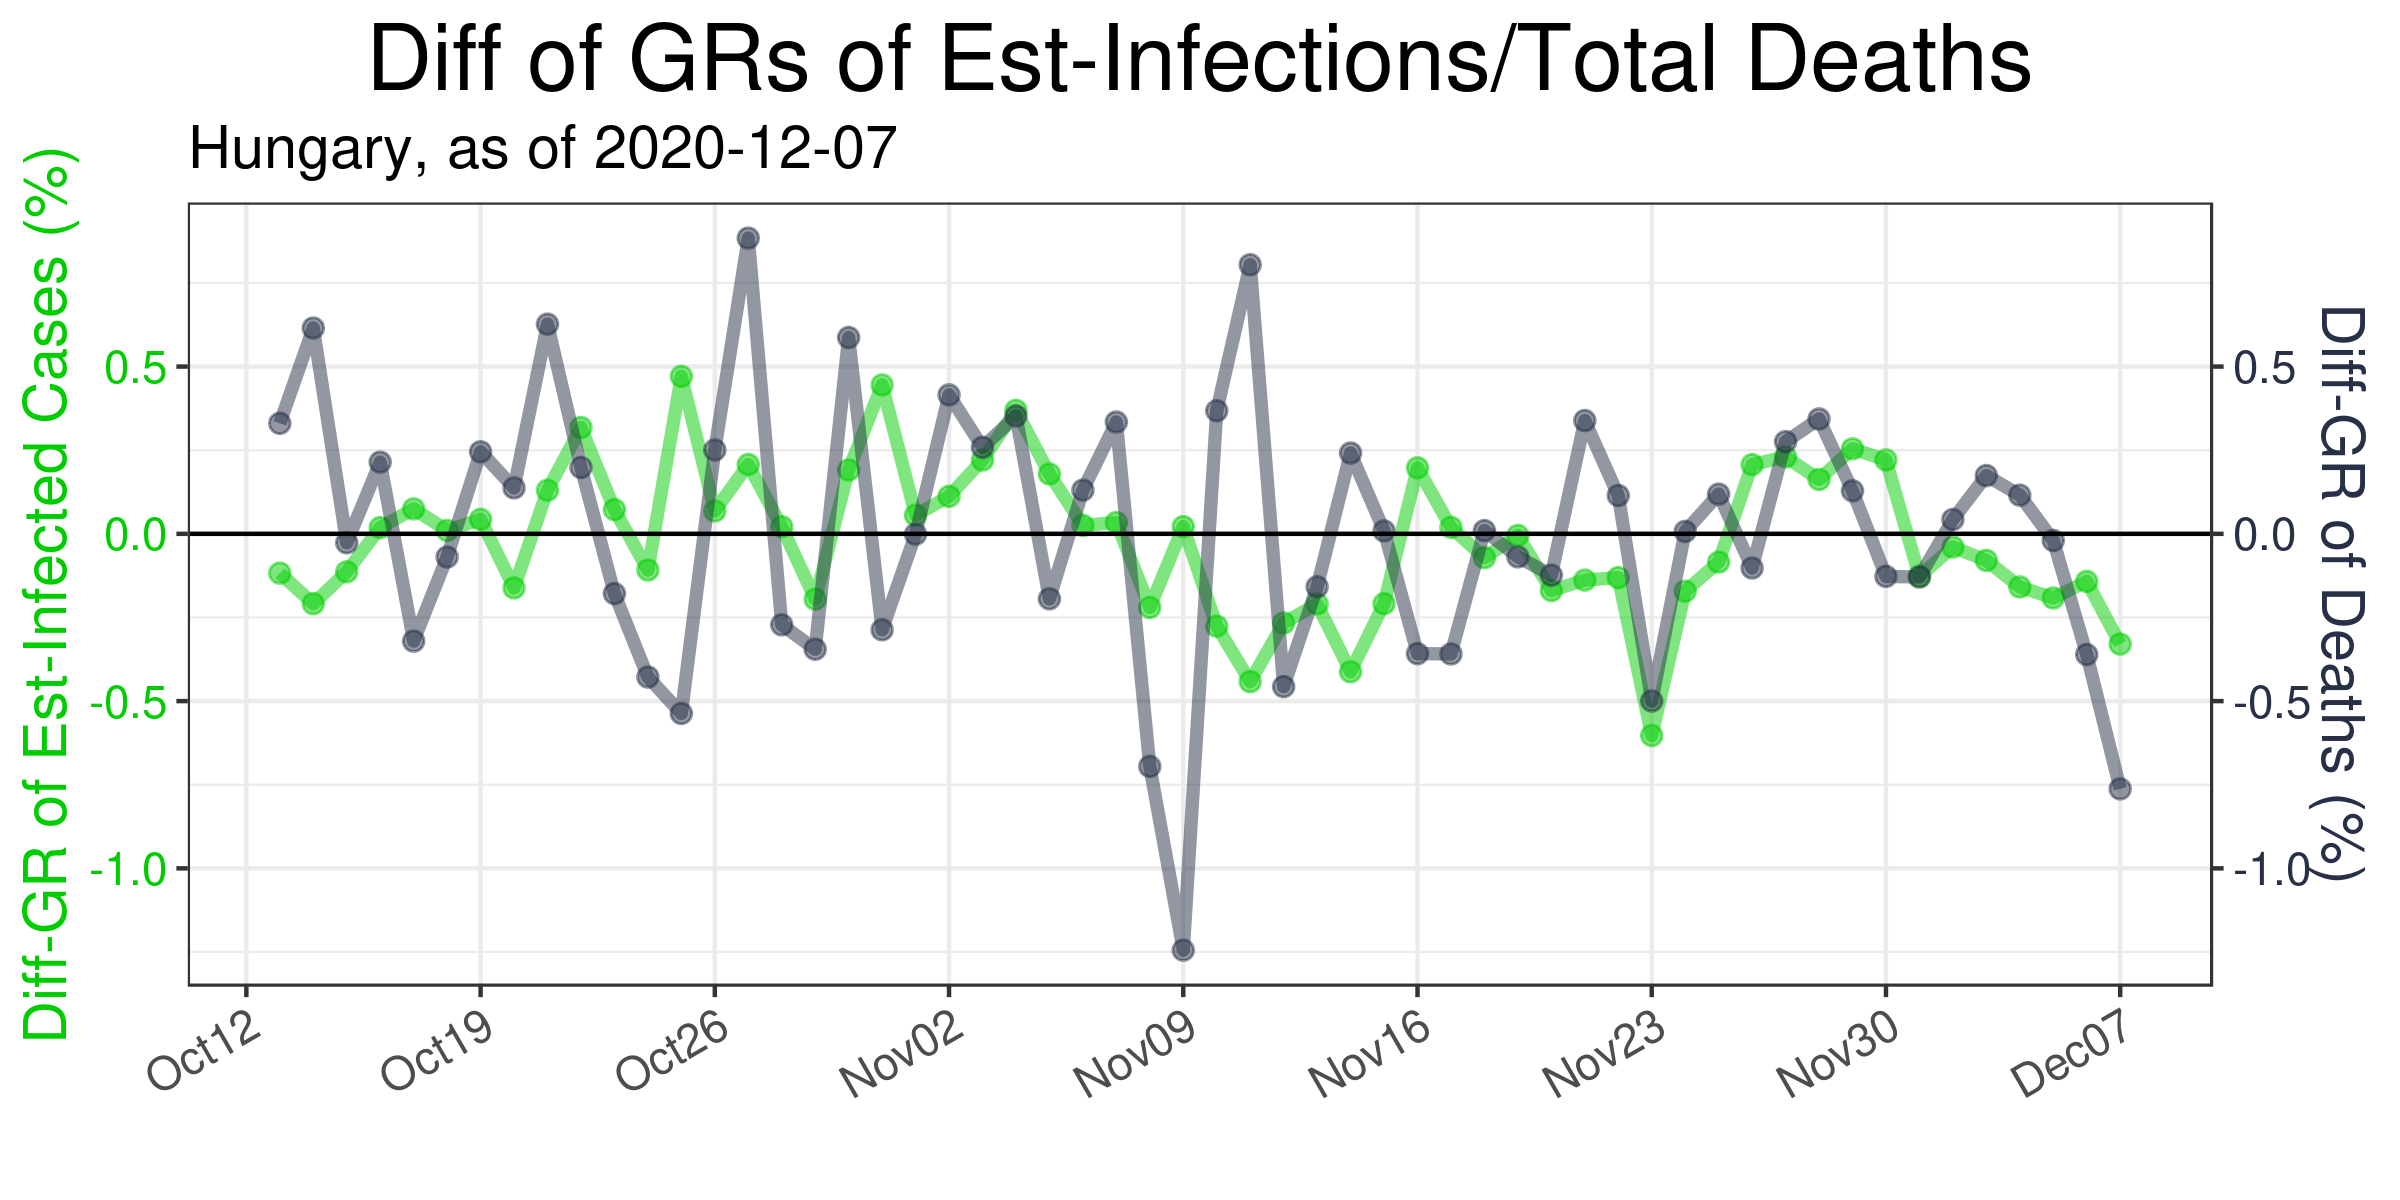 Diff of GRs of Est-Infections/Total Deaths
Hungary, as of 2020-12-07
Diff-GR of Est-Infected Cases (%)
0.5
0.0
-0.5
-1.0
0.5
0.0
-0.5
-1.0
Diff-GR of Deaths (%)
Oct12 Oct19 Oct26 Nov02 Nov09 Nov16 Nov23 Nov30 Dec07